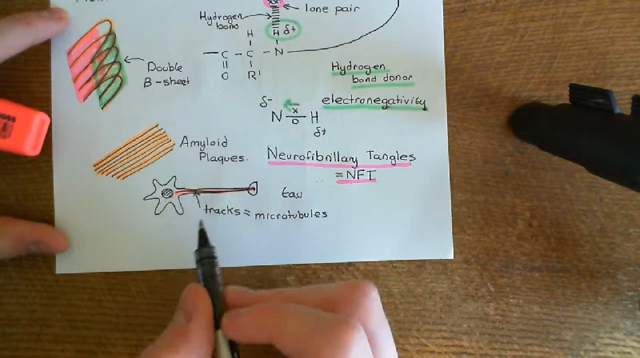 lone pair
Hydrogen
bond
H
H δ+
C C N
O R'
Double
B-sheet
Hydrogen
bond donor
electronegativity
δ-
x
N H
o
δ+
Amyloid
Plaques.
Neurofibrillary Tangles
= NFT
tau
tracks = microtubules